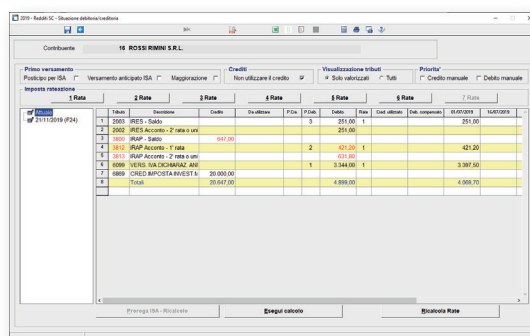 2019 - Redditi SC - Situazione debitoria/creditoria
Contribuente 16 ROSSI RIMINI S.R.L.
Primo versamento Crediti Visualizzazione tributi Priorita'
Posticipo per ISA Versamento anticipato ISA Maggiorazione Non utilizzare il credito Solo valorizzati Tutti Credito manuale Debito manuale
Imposta rateazione
1 Rata 2 Rate 3 Rate 4 Rate 5 Rate 6 Rate 7 Rate
Attuale
21/11/2019 (F24)
Tributo Descrizione Credito Da utilizzare P.Cre. P.Deb. Debito Rate Cred. utilizzato Deb. compensato 01/07/2019 16/07/2019
1 2003 IRES - Saldo 3 251,00 1 251,00
2 2002 IRES Acconto - 2' rata o uni 251,00
3 3800 IRAP - Saldo 647,00
4 3812 IRAP Acconto - 1' rata 2 421,20 1 421,20
5 3813 IRAP Acconto - 2' rata o uni 631,80
6 6099 VERS. IVA DICHIARAZ. AN 1 3.344,00 1 3.397,50
7 6869 CRED.IMPOSTA INVEST.M 20.000,00
8 Totali 20.647,00 4.899,00 4.069,70
Proroga ISA - Ricalcolo Esegui calcolo Ricalcola Rate